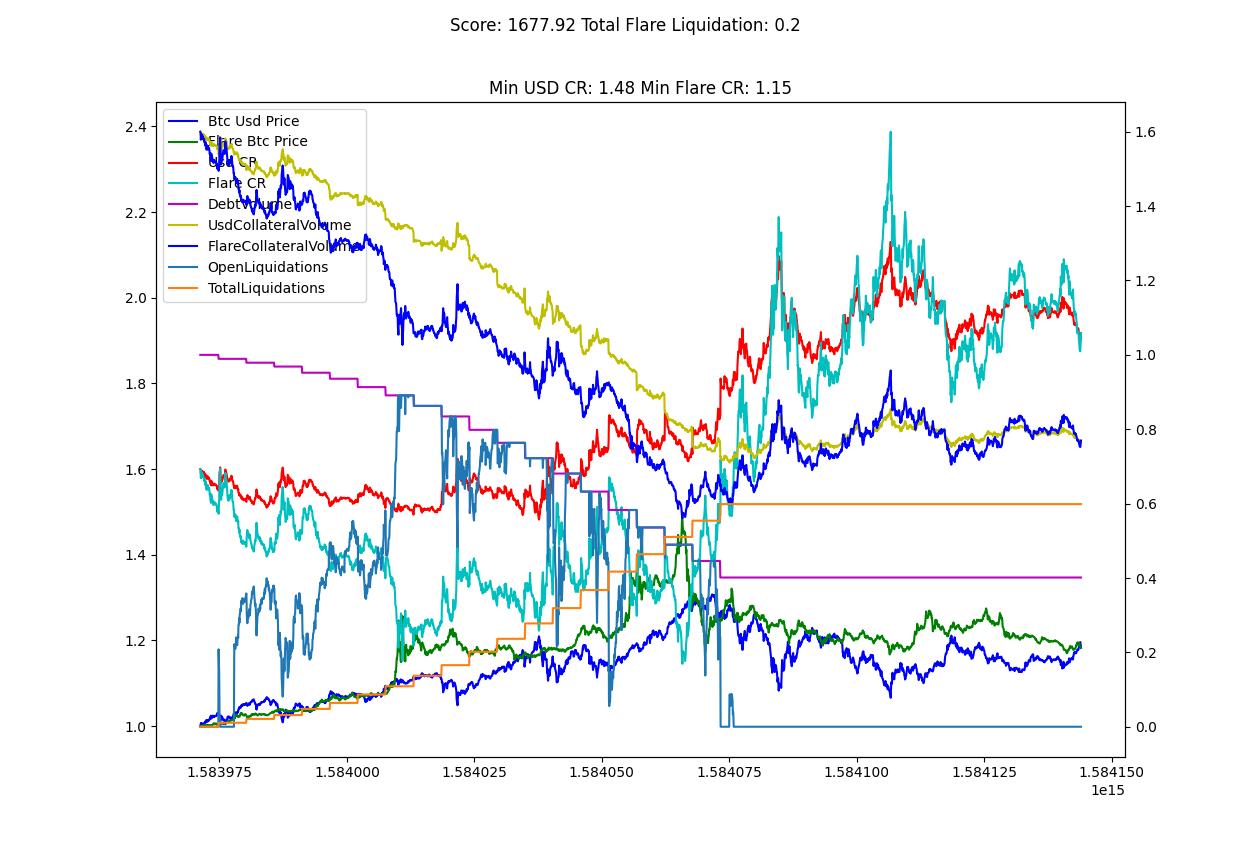 Score: 1677.92 Total Flare Liquidation: 0.2
Min USD CR: 1.48 Min Flare CR: 1.15
Btc Usd Price
Flare Btc Price
Usd CR
Flare CR
DebtVolume
UsdCollateralVolume
FlareCollateralVolume
OpenLiquidations
TotalLiquidations
2.4
2.2
2.0
1.8
1.6
1.4
1.2
1.0
1.6
1.4
1.2
1.0
0.8
0.6
0.4
0.2
0.0
1.583975 1.584000 1.584025 1.584050 1.584075 1.584100 1.584125 1.584150
1e15